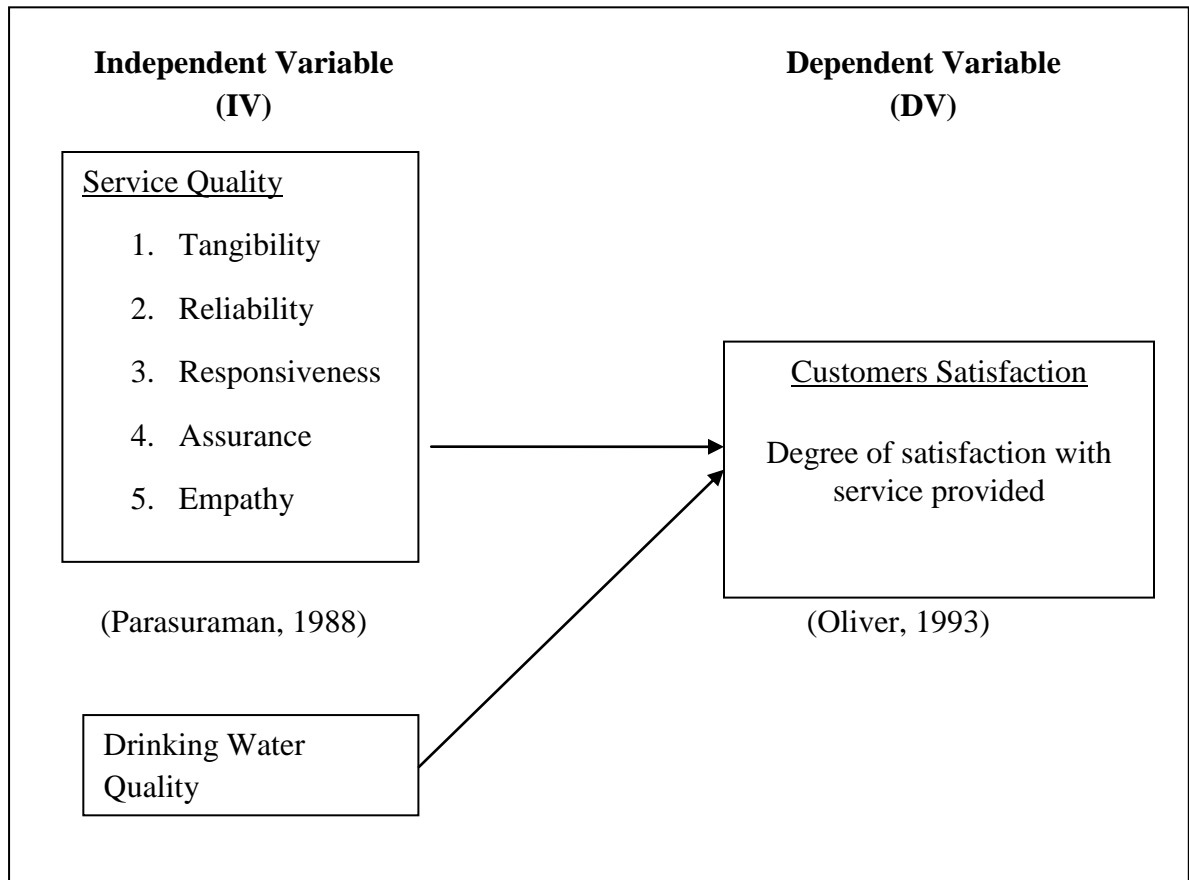 Independent Variable
(IV)
Dependent Variable
(DV)
Service Quality
1. Tangibility
2. Reliability
3. Responsiveness
4. Assurance
5. Empathy
Customers Satisfaction
Degree of satisfaction with
service provided
(Parasuraman, 1988)
(Oliver, 1993)
Drinking Water
Quality